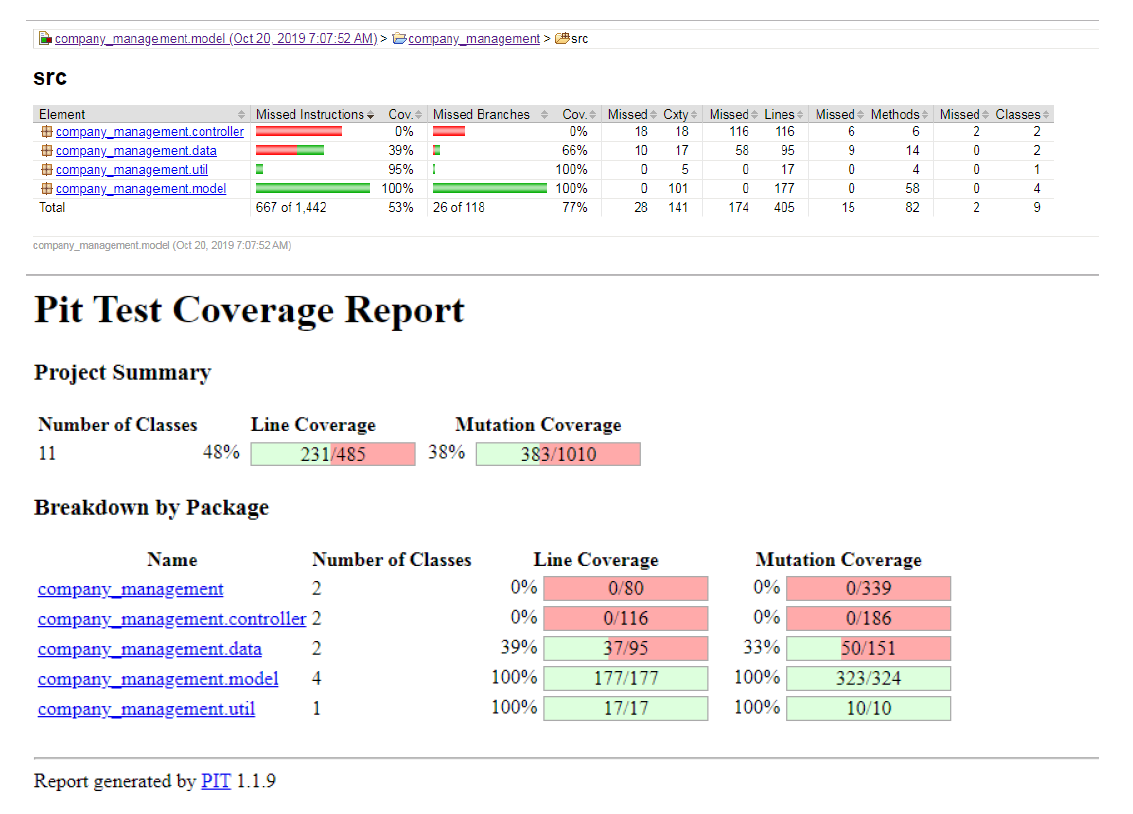 company_management.model (Oct 20, 2019 7:07:52 AM) > company_management > src
src
Element Missed Instructions Cov. Missed Branches Cov. Missed Cxty Missed Lines Missed Methods Missed Classes
company_management.controller 0% 0% 18 18 116 116 6 6 2 2
company_management.data 39% 66% 10 17 58 95 9 14 0 2
company_management.util 95% 100% 0 5 0 17 0 4 0 1
company_management.model 100% 100% 0 101 0 177 0 58 0 4
Total 667 of 1,442 53% 26 of 118 77% 28 141 174 405 15 82 2 9
company_management.model (Oct 20, 2019 7:07:52 AM)
Pit Test Coverage Report
Project Summary
Number of Classes Line Coverage Mutation Coverage
11 48% 231/485 38% 383/1010
Breakdown by Package
Name Number of Classes Line Coverage Mutation Coverage
company_management 2 0% 0/80 0% 0/339
company_management.controller 2 0% 0/116 0% 0/186
company_management.data 2 39% 37/95 33% 50/151
company_management.model 4 100% 177/177 100% 323/324
company_management.util 1 100% 17/17 100% 10/10
Report generated by PIT 1.1.9